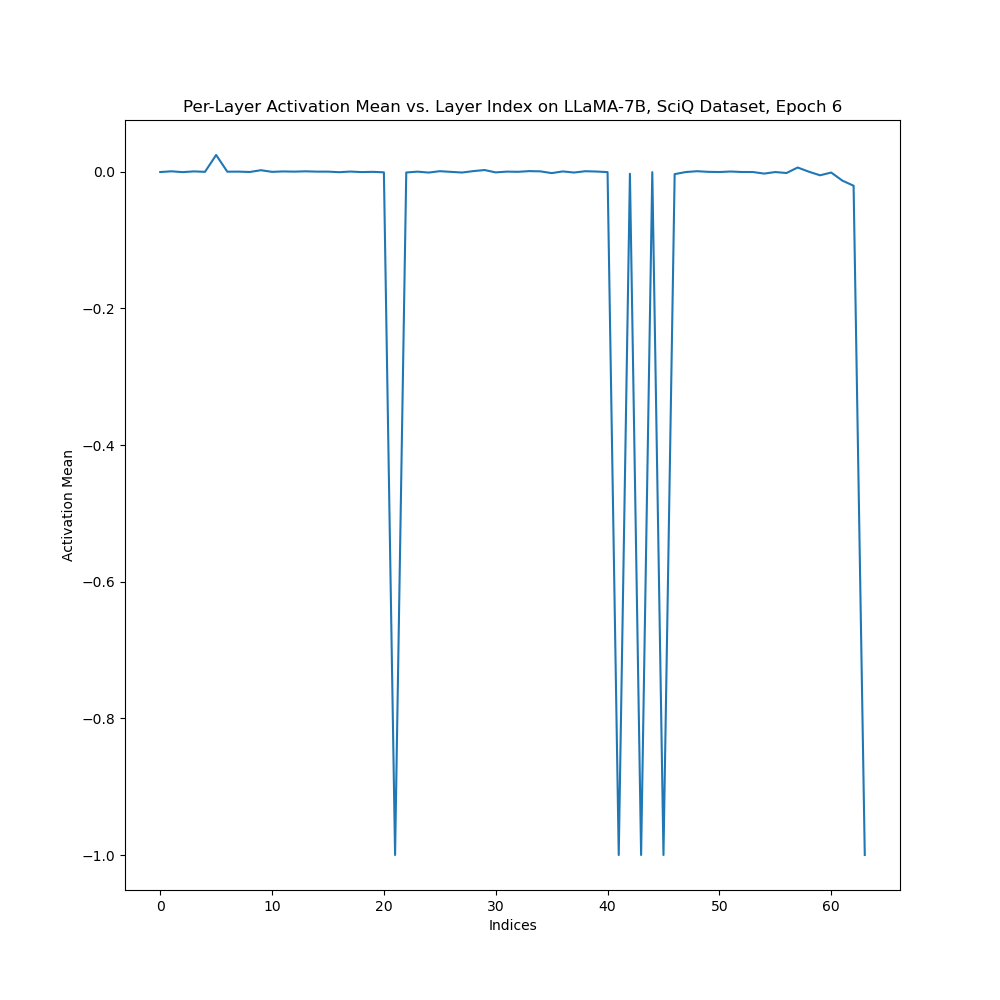 Per-Layer Activation Mean vs. Layer Index on LLaMA-7B, SciQ Dataset, Epoch 6
0.0
−0.2
−0.4
−0.6
−0.8
−1.0
Activation Mean
0 10 20 30 40 50 60
Indices